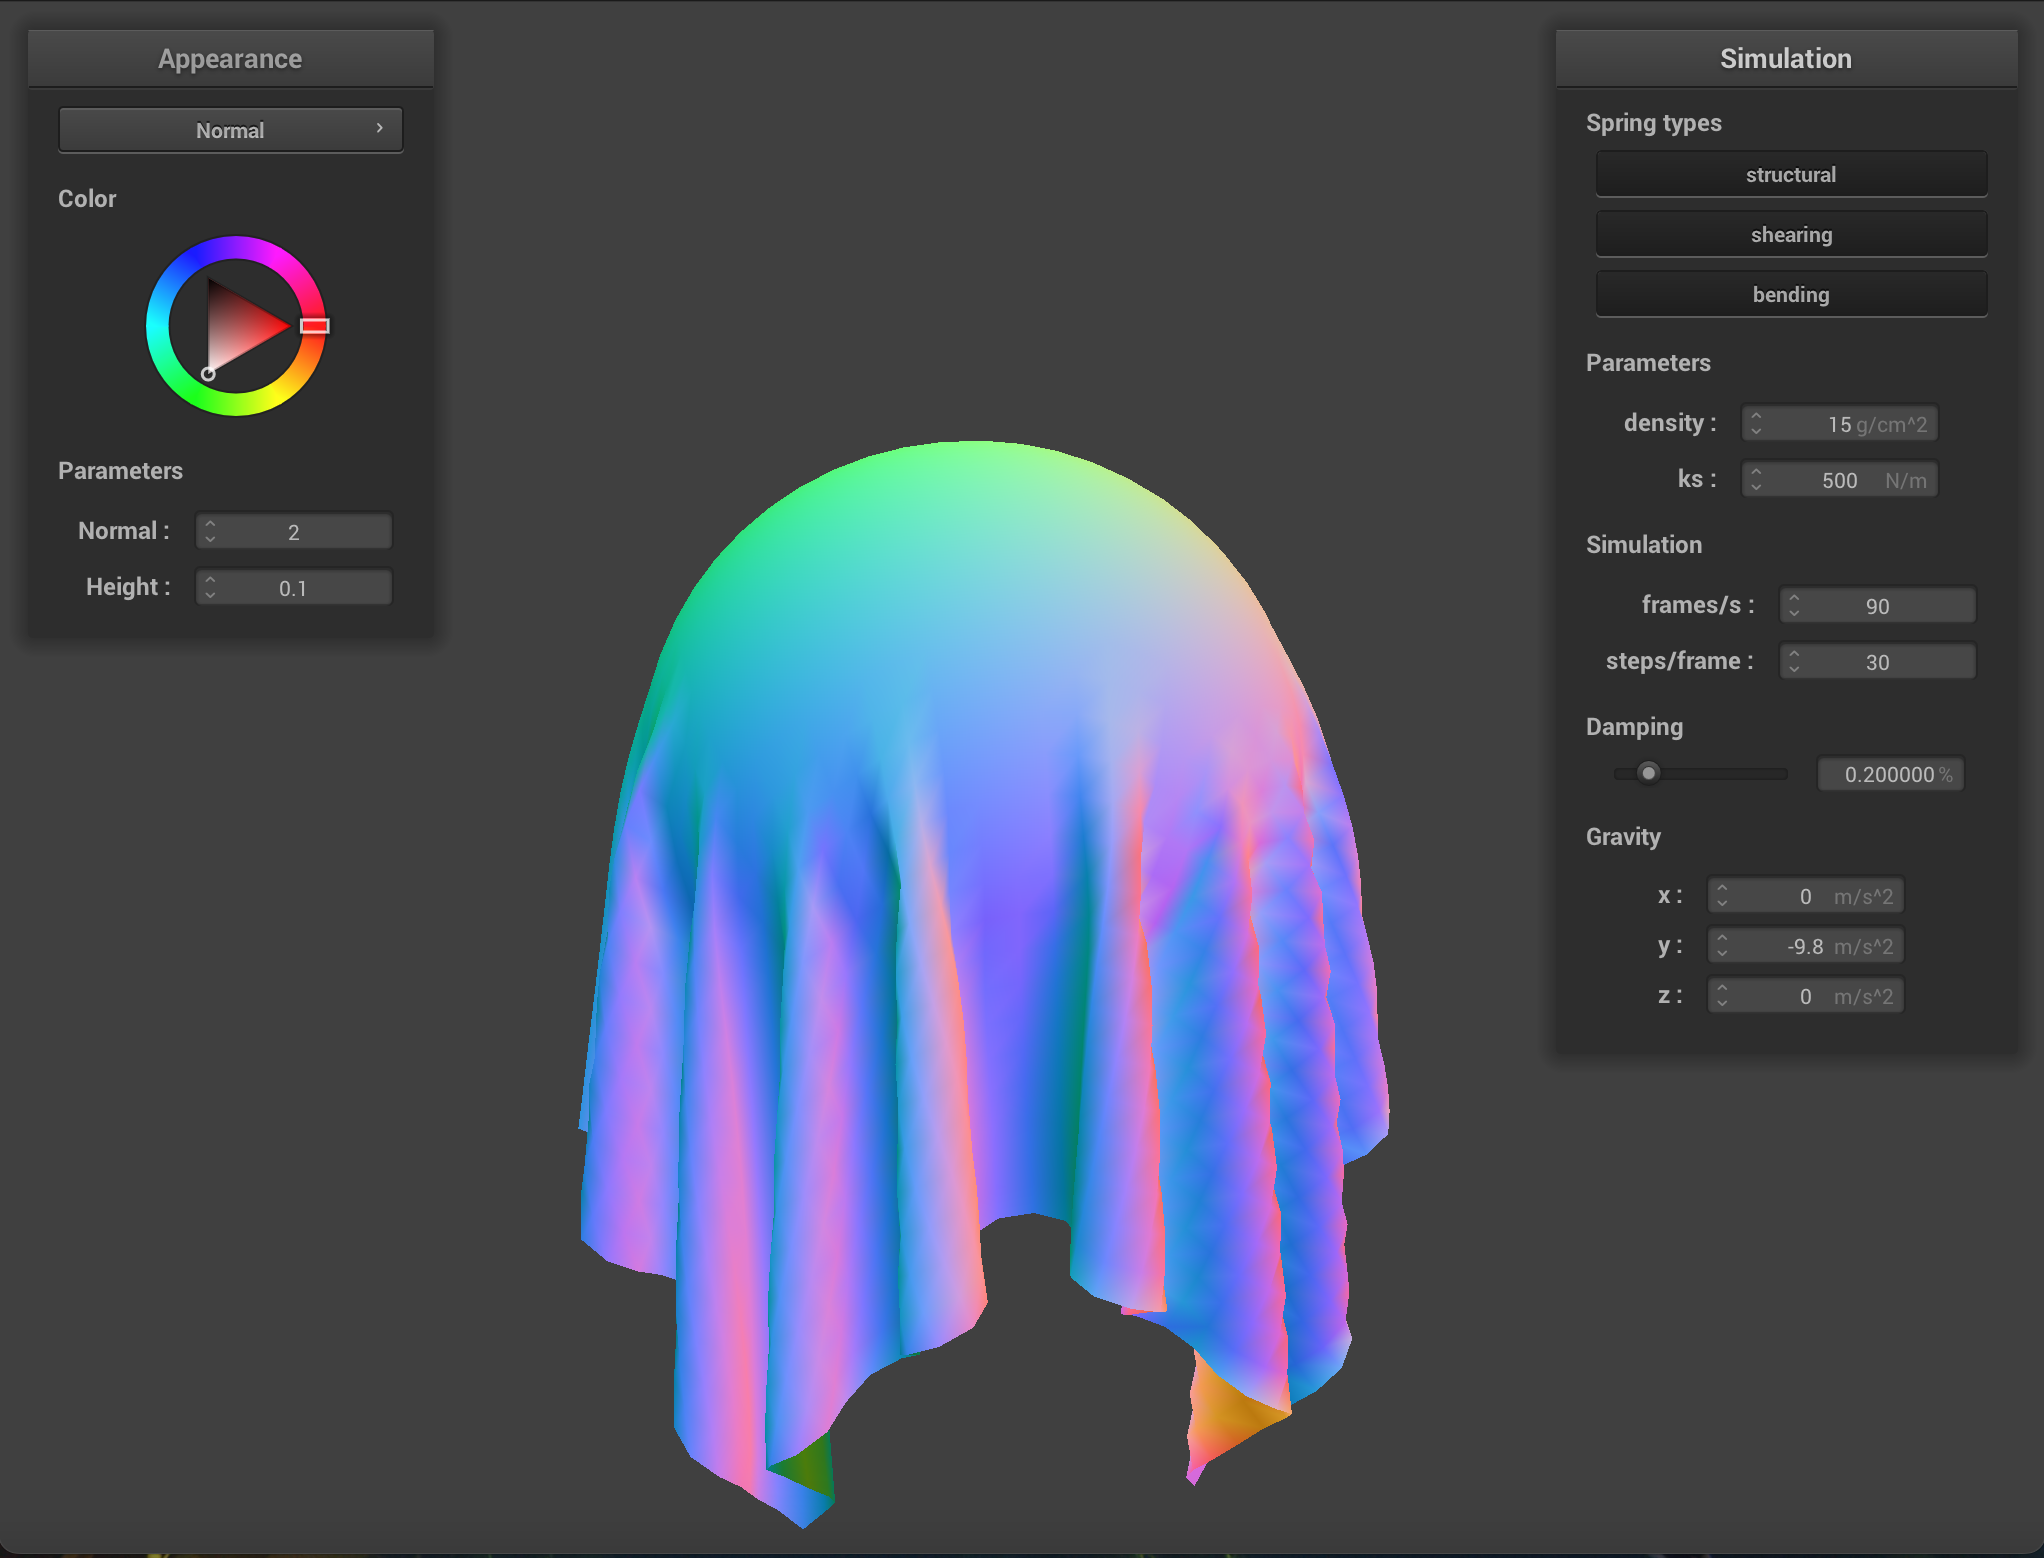 Appearance
Normal
Color
Parameters
Normal : 2
Height : 0.1
Simulation
Spring types
structural
shearing
bending
Parameters
density : 15 g/cm^2
ks : 500 N/m
Simulation
frames/s : 90
steps/frame : 30
Damping
0.200000 %
Gravity
x : 0 m/s^2
y : -9.8 m/s^2
z : 0 m/s^2